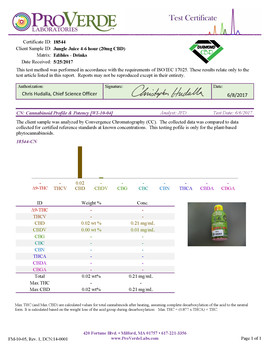 PROVERDE
LABORATORIES
Test Certificate
Certificate ID: 18544
Client Sample ID: Jungle Juice 4-6 hour (20mg CBD)
Matrix: Edibles - Drinks
Date Received: 5/25/2017
This test method was performed in accordance with the requirements of ISO/IEC 17025. These results relate only to the
test article listed in this report. Reports may not be reproduced except in their entirety.
Authorization: Signature: Date:
Chris Hudalla, Chief Science Officer Christopher Hudalla 6/8/2017
CN: Cannabinoid Profile & Potency [WI-10-04] Analyst: JFD Test Date: 6/6/2017
The client sample was analyzed by Convergence Chromatography (CC). The collected data was compared to data
collected for certified reference standards at known concentrations. This testing profile is only for the plant-based
phytocannabinoids.
18544-CN
Δ9-THC THCV CBD CBDV CBG CBC CBN THCA CBDA CBGA
ID Weight % Conc.
Δ9-THC - -
THCV - -
CBD 0.02 wt % 0.21 mg/mL
CBDV 0.00 wt % 0.01 mg/mL
CBG - -
CBC - -
CBN - -
THCA - -
CBDA - -
CBGA - -
Total 0.02 wt% 0.21 mg/mL
Max THC - -
Max CBD 0.02 wt% 0.21 mg/mL
Max THC (and Max CBD) are calculated values for total cannabinoids after heating, assuming complete decarboxylation of the acid to the neutral
form. It is calculated based on the weight loss of the acid group during decarboxylation. Max THC = (0.877 x THCA) + THC
420 Fortune Blvd. • Milford, MA 01757 • 617-221-3356
FM-10-05, Rev. 3, DCN:14-0001 www.ProVerdeLabs.com Page 1 of 1